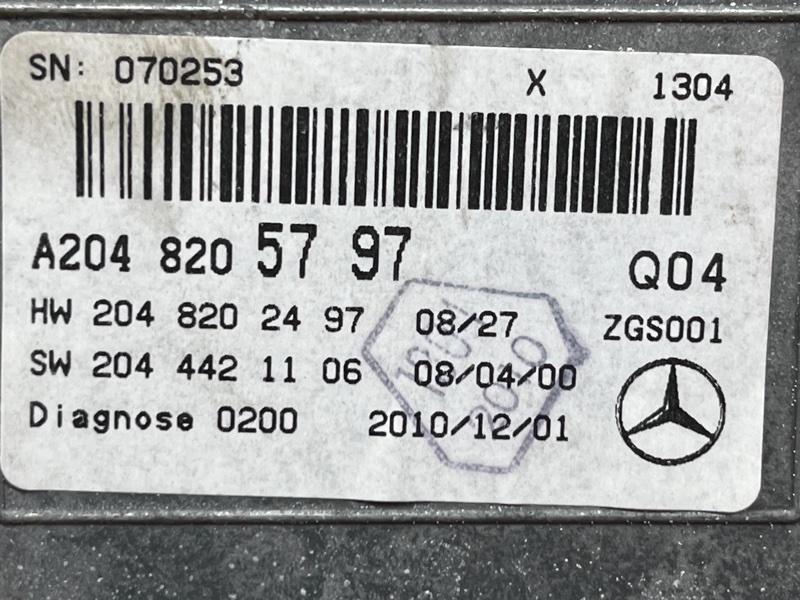 SN: 070253 X 1304
A204 820 57 97 Q04
HW 204 820 24 97 08/27 ZGS001
SW 204 442 11 06 08/04/00
Diagnose 0200 2010/12/01